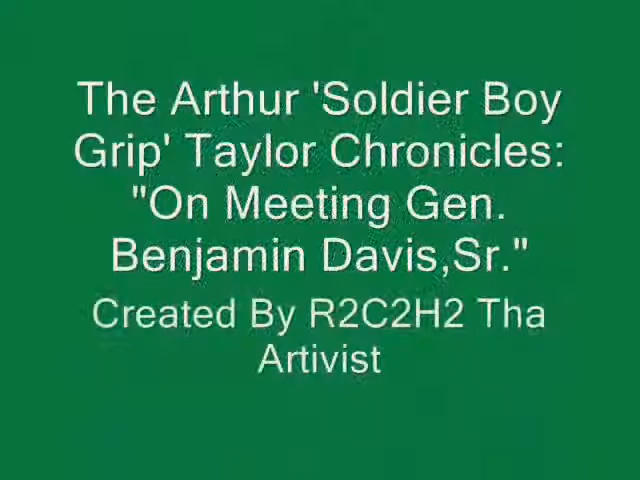 The Arthur 'Soldier Boy
Grip' Taylor Chronicles:
"On Meeting Gen.
Benjamin Davis,Sr."
Created By R2C2H2 Tha
Artivist